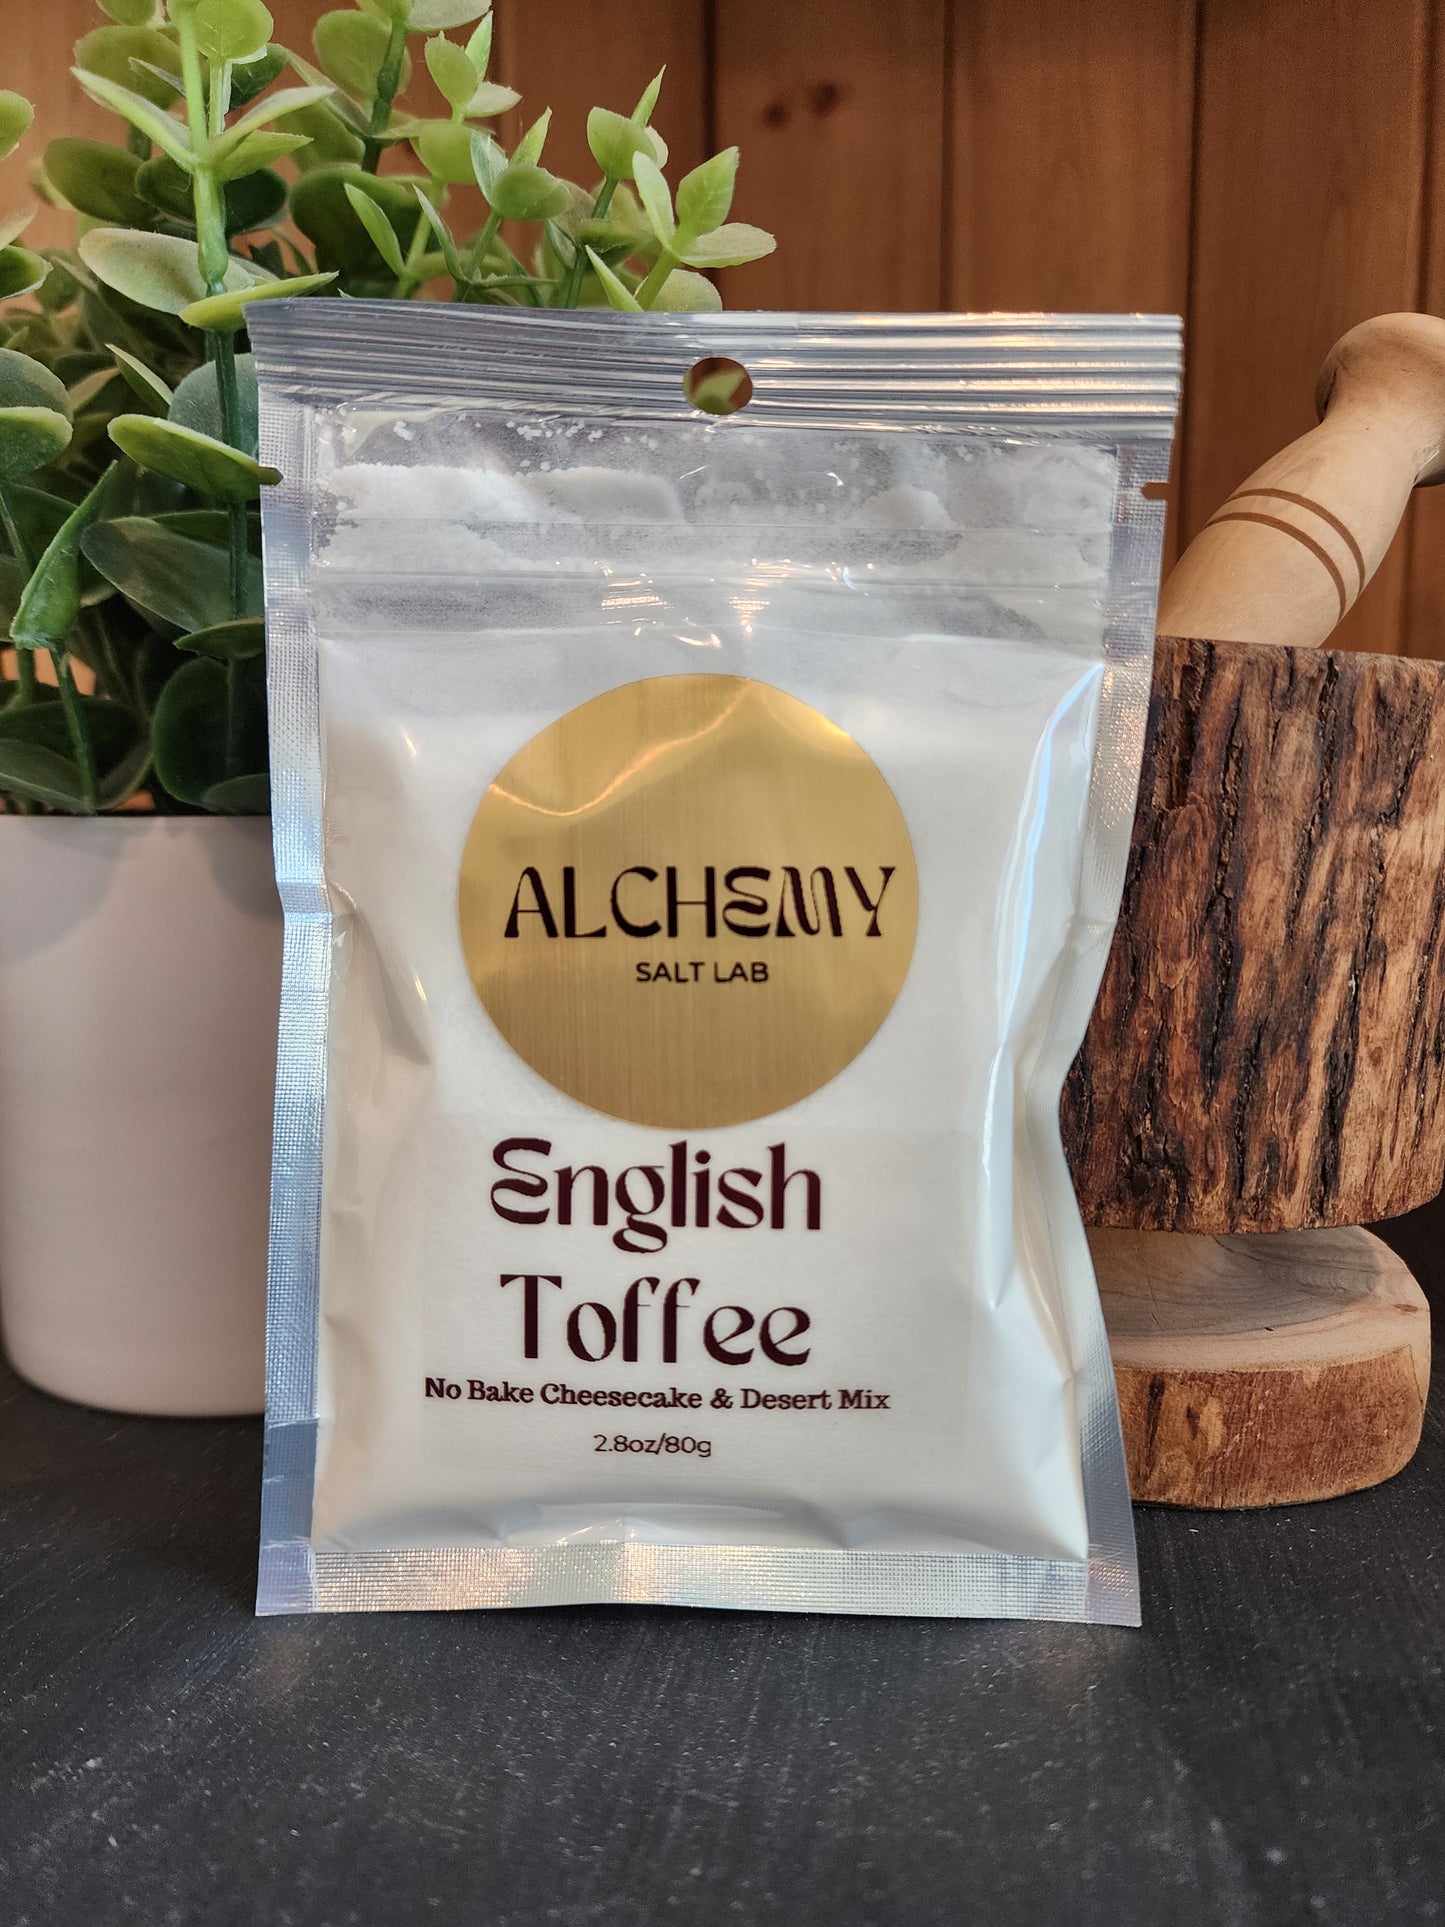 ALCHEMY
SALT LAB
English
Toffee
No Bake Cheesecake & Desert Mix
2.8oz/80g